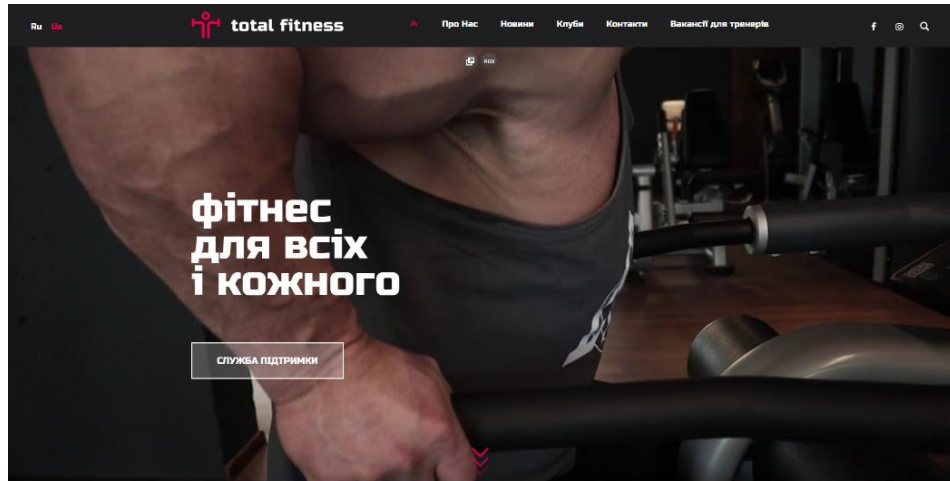 Ru Ua
total fitness
Про Нас Новини Клуби Контакти Вакансії для тренерів
фітнес
для всіх
і кожного
СЛУЖБА ПІДТРИМКИ